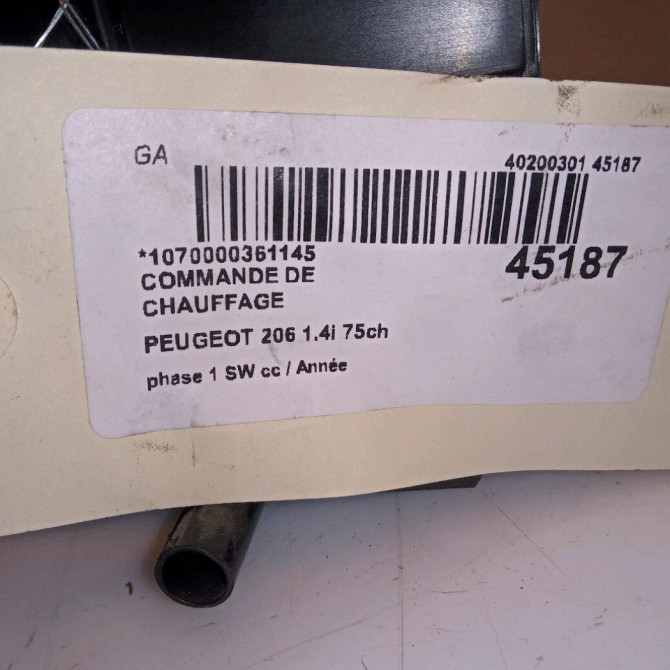 GA
40200301 45187
*1070000361145
45187
COMMANDE DE
CHAUFFAGE
PEUGEOT 206 1.4i 75ch
phase 1 SW cc / Année